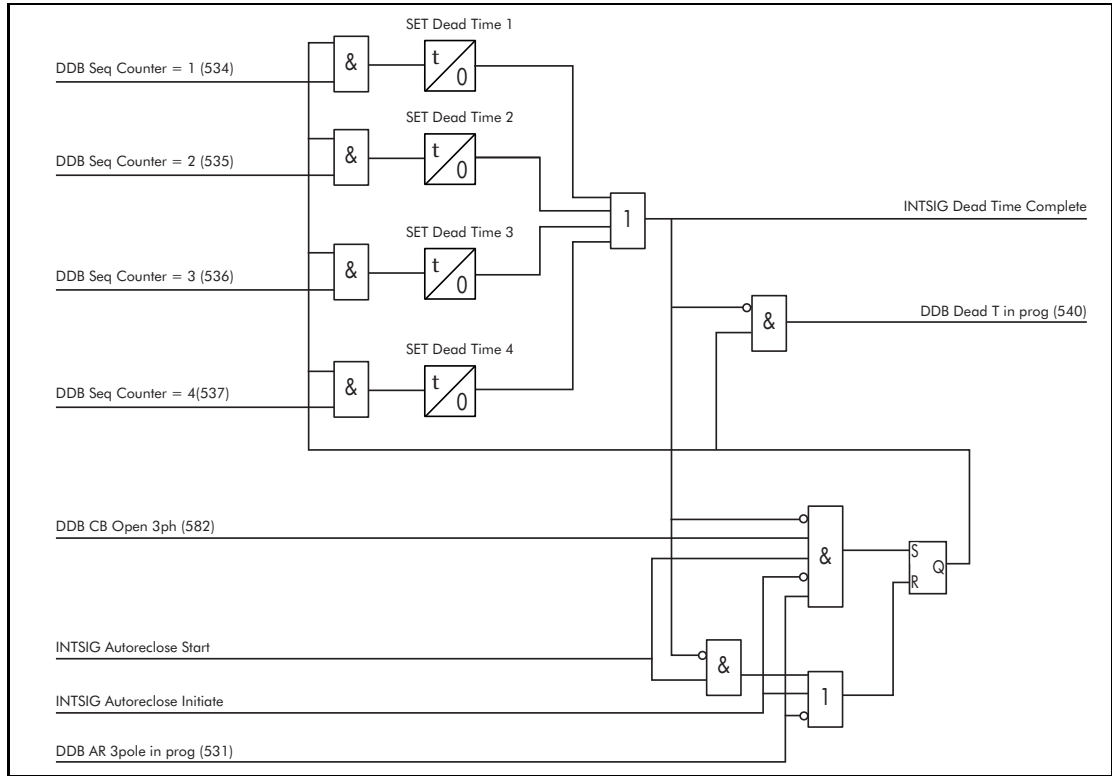 SET Dead Time 1
DDB Seq Counter = 1 (534)
&
t
0
SET Dead Time 2
DDB Seq Counter = 2 (535)
&
t
0
1
INTSIG Dead Time Complete
SET Dead Time 3
DDB Seq Counter = 3 (536)
&
t
0
&
DDB Dead T in prog (540)
SET Dead Time 4
DDB Seq Counter = 4(537)
&
t
0
DDB CB Open 3ph (582)
&
S
Q
R
INTSIG Autoreclose Start
&
1
INTSIG Autoreclose Initiate
DDB AR 3pole in prog (531)